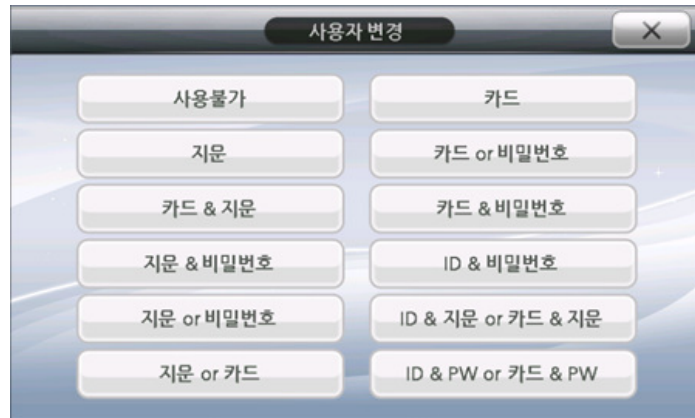 사용자 변경
사용불가
카드
지문
카드 or 비밀번호
카드 & 지문
카드 & 비밀번호
지문 & 비밀번호
ID & 비밀번호
지문 or 비밀번호
ID & 지문 or 카드 & 지문
지문 or 카드
ID & PW or 카드 & PW